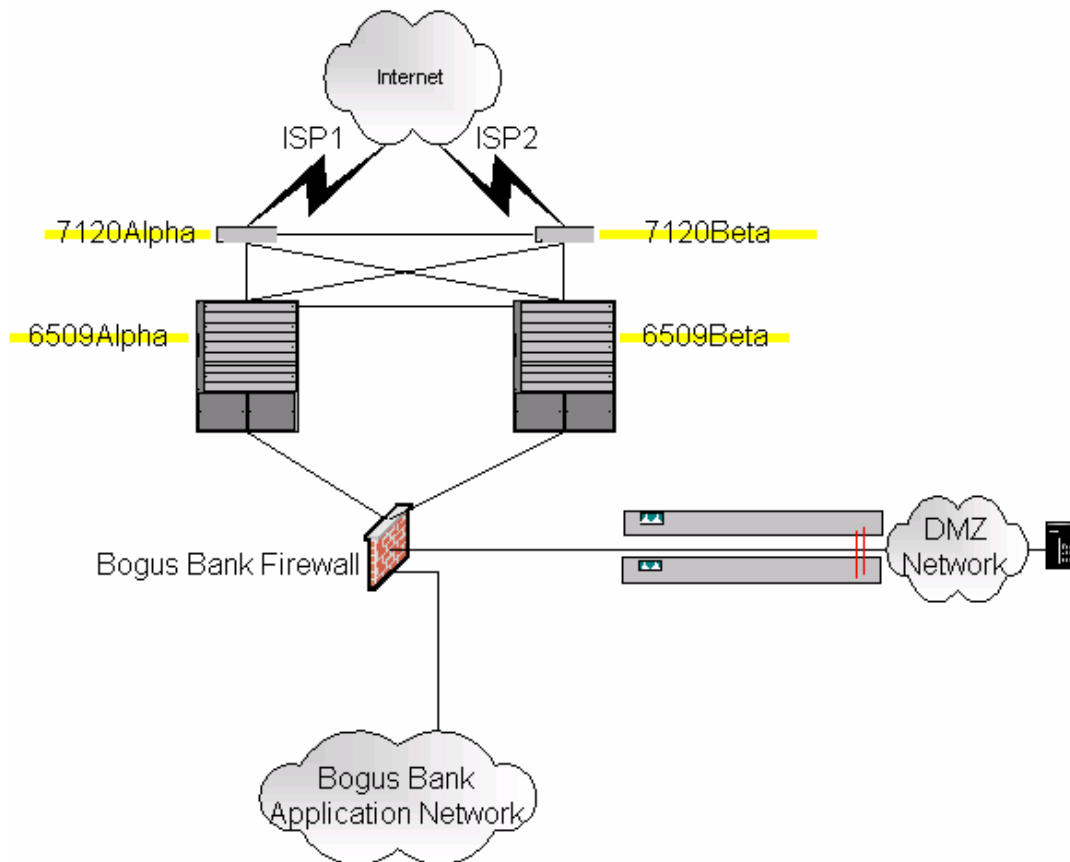 Internet
ISP1
ISP2
7120Alpha
7120Beta
6509Alpha
6509Beta
Bogus Bank Firewall
DMZ
Network
Bogus Bank
Application Network